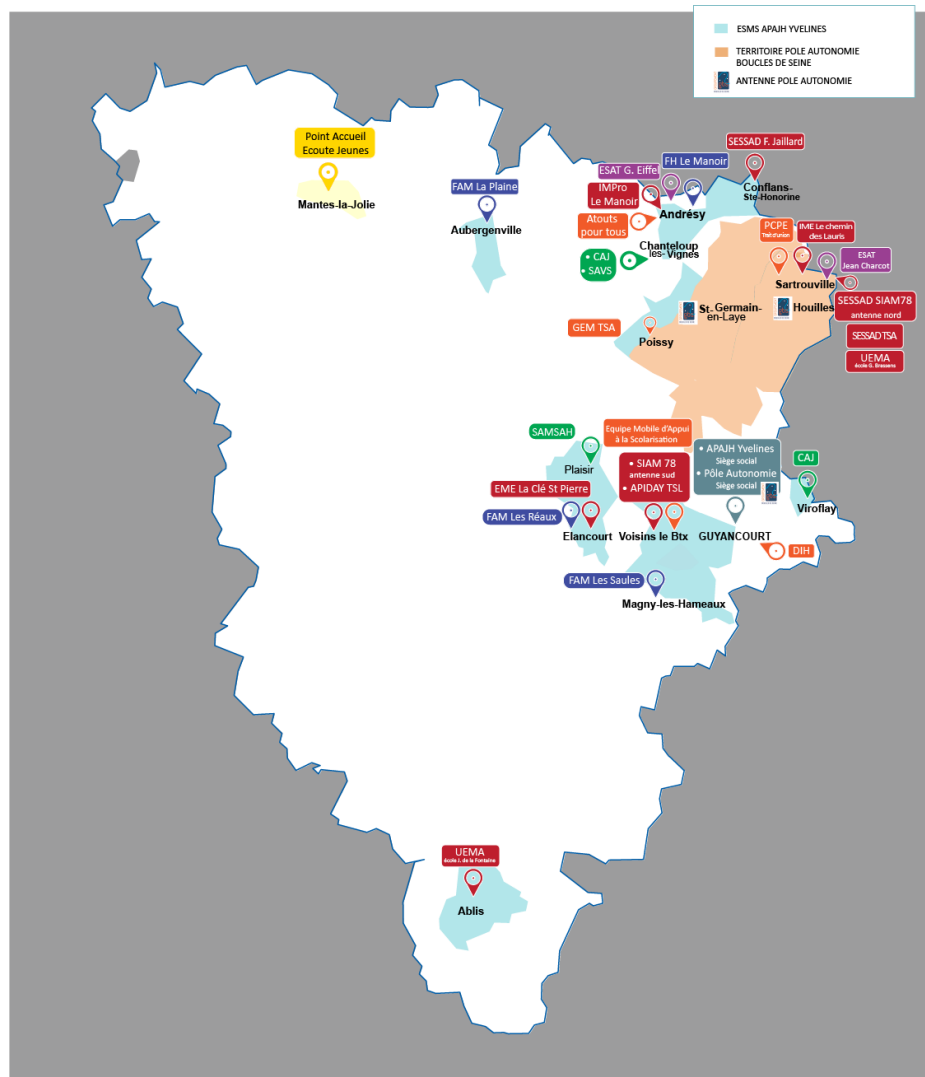 ESMS APAJH YVELINES
TERRITOIRE POLE AUTONOMIE
BOUCLES DE SEINE
ANTENNE POLE AUTONOMIE
Point Accueil
Ecoute Jeunes
Mantes-la-Jolie
FAM La Plaine
Aubergenville
SESSAD F. Jaillard
Conflans-
Ste-Honorine
FH Le Manoir
ESAT G. Eiffel
IMPro
Le Manoir
Atouts
pour tous
Andrésy
Chanteloup
les-Vignes
• CAJ
• SAVS
PCPE
Trait d'union
IME Le chemin
des Lauris
ESAT
Jean Charcot
Sartrouville
SESSAD SIAM78
antenne nord
SESSAD TSA
UEMA
école G. Brassens
Houilles
St-Germain-
en-Laye
GEM TSA
Poissy
SAMSAH
Plaisir
Equipe Mobile d'Appui
à la Scolarisation
• SIAM 78
antenne sud
• APIDAY TSL
• APAJH Yvelines
Siège social
• Pôle Autonomie
Siège social
CAJ
Viroflay
EME La Clé St Pierre
FAM Les Réaux
Elancourt
Voisins le Btx
GUYANCOURT
DIH
FAM Les Saules
Magny-les-Hameaux
UEMA
école J. de la Fontaine
Ablis